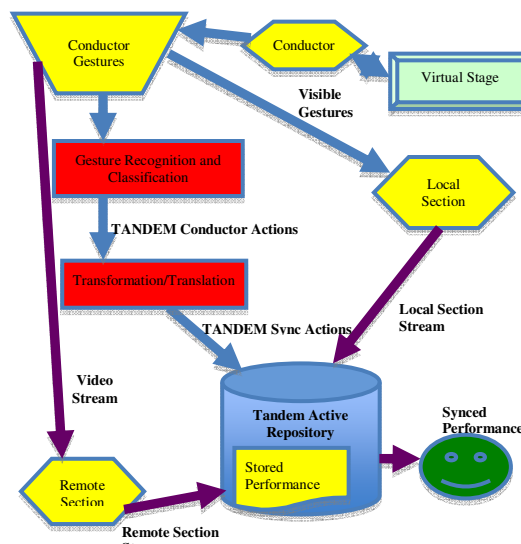 Conductor
Gestures
Conductor
Virtual Stage
Visible
Gestures
Gesture Recognition and
Classification
Local
Section
TANDEM Conductor Actions
Transformation/Translation
Local Section
Stream
TANDEM Sync Actions
Video
Stream
Tandem Active
Repository
Synced
Performance
Stored
Performance
Remote
Section
Remote Section